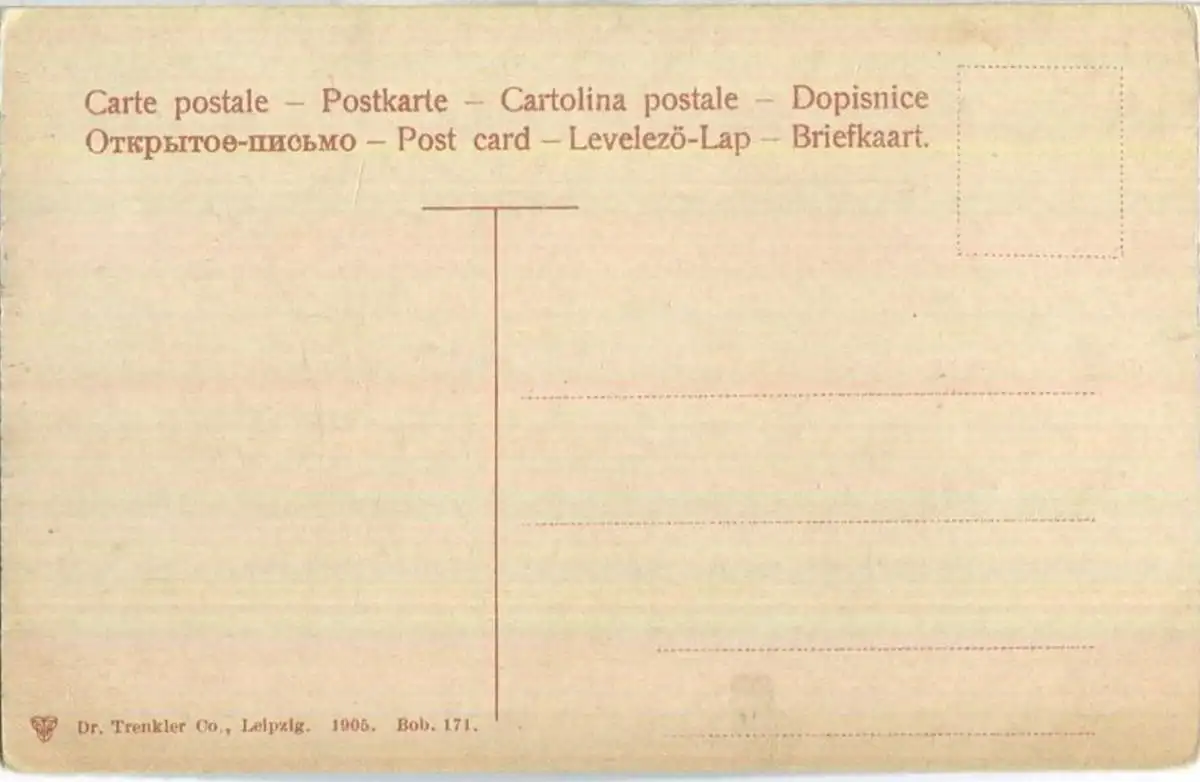 Carte postale – Postkarte – Cartolina postale – Dopisnice
Открытое-письмо – Post card – Levelezö-Lap – Briefkaart.
Dr. Trenkler Co., Leipzig. 1905. Bob. 171.